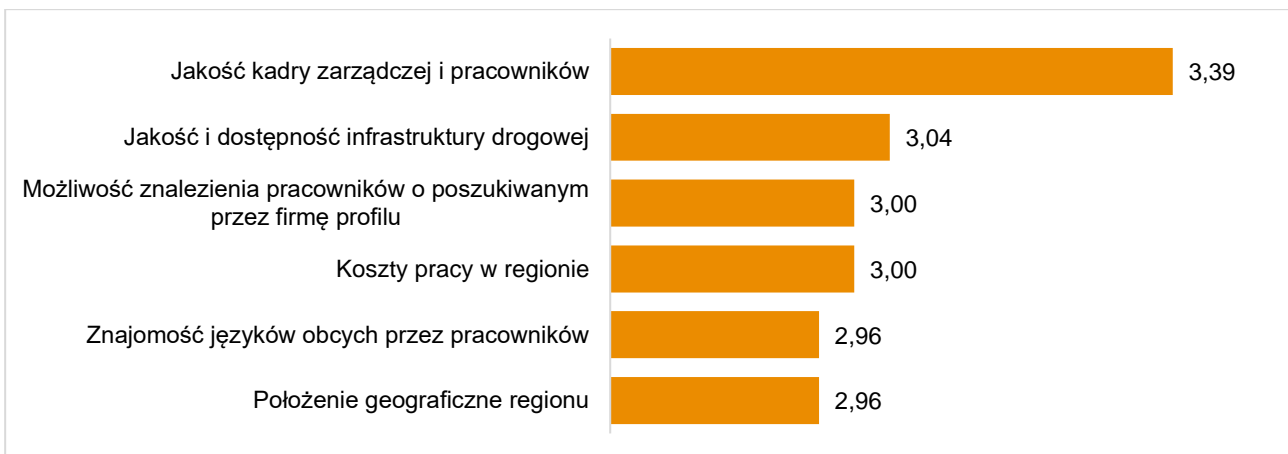 Jakość kadry zarządczej i pracowników 3,39
Jakość i dostępność infrastruktury drogowej 3,04
Możliwość znalezienia pracowników o poszukiwanym
przez firmę profilu 3,00
Koszty pracy w regionie 3,00
Znajomość języków obcych przez pracowników 2,96
Położenie geograficzne regionu 2,96